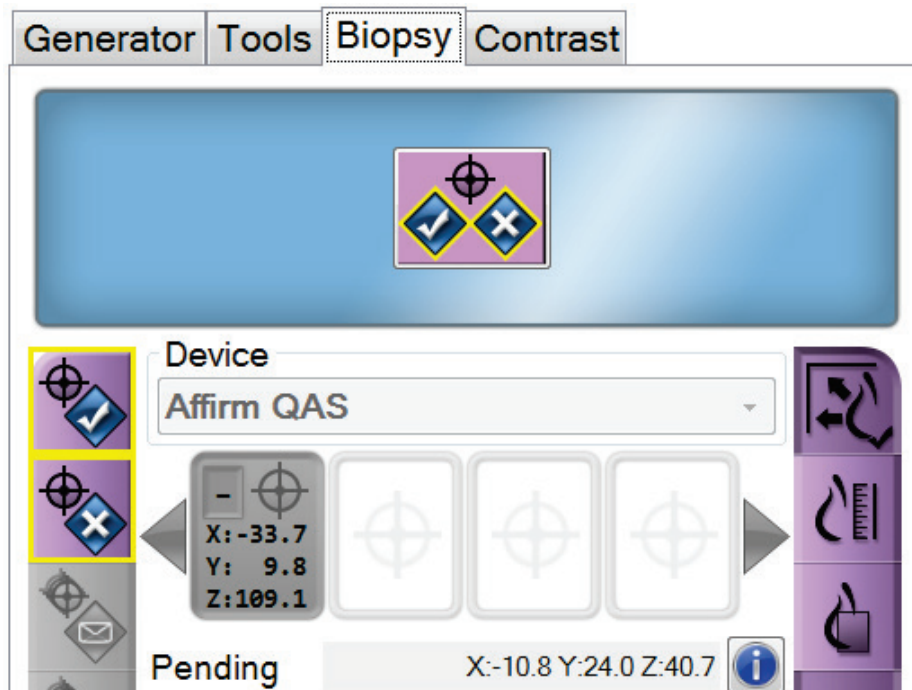 Generator Tools Biopsy Contrast
Device
Affirm QAS
-
X:-33.7
Y: 9.8
Z:109.1
Pending X:-10.8 Y:24.0 Z:40.7